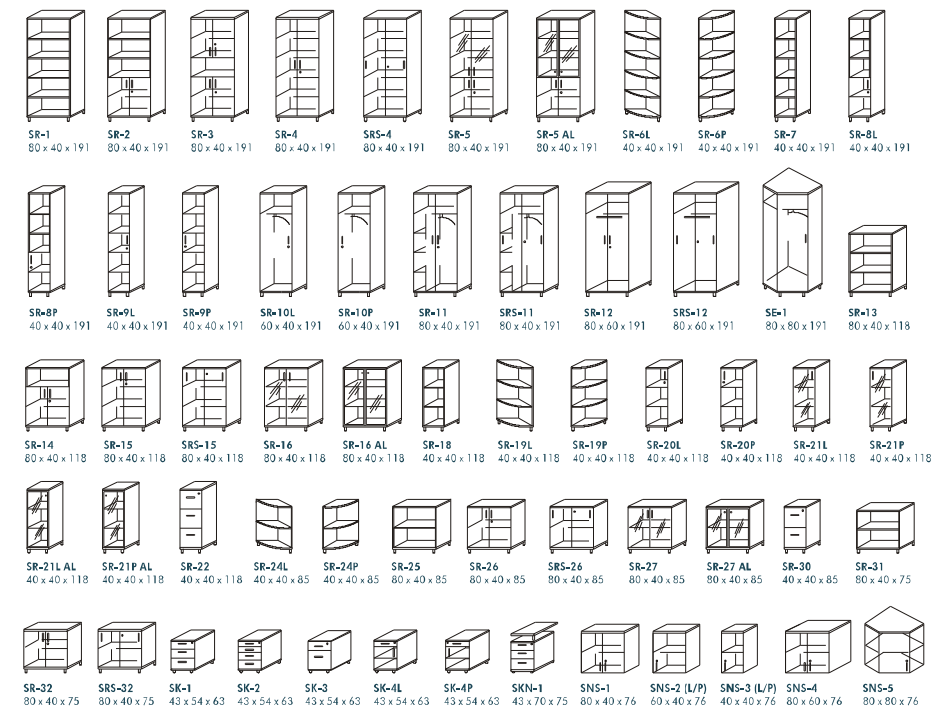 SR-1 SR-2 SR-3 SR-4 SRS-4 SR-5 SR-5 AL SR-6L SR-6P SR-7 SR-8L
80 x 40 x 191 80 x 40 x 191 80 x 40 x 191 80 x 40 x 191 80 x 40 x 191 80 x 40 x 191 80 x 40 x 191 40 x 40 x 191 40 x 40 x 191 40 x 40 x 191 40 x 40 x 191
SR-8P SR-9L SR-9P SR-10L SR-10P SR-11 SRS-11 SR-12 SRS-12 SE-1 SR-13
40 x 40 x 191 40 x 40 x 191 40 x 40 x 191 60 x 40 x 191 60 x 40 x 191 80 x 40 x 191 80 x 40 x 191 80 x 60 x 191 80 x 60 x 191 80 x 80 x 191 80 x 40 x 118
SR-14 SR-15 SRS-15 SR-16 SR-16 AL SR-18 SR-19L SR-19P SR-20L SR-20P SR-21L SR-21P
80 x 40 x 118 80 x 40 x 118 80 x 40 x 118 80 x 40 x 118 80 x 40 x 118 40 x 40 x 118 40 x 40 x 118 40 x 40 x 118 40 x 40 x 118 40 x 40 x 118 40 x 40 x 118 40 x 40 x 118
SR-21L AL SR-21P AL SR-22 SR-24L SR-24P SR-25 SR-26 SRS-26 SR-27 SR-27 AL SR-30 SR-31
40 x 40 x 118 40 x 40 x 118 40 x 40 x 118 40 x 40 x 85 40 x 40 x 85 80 x 40 x 85 80 x 40 x 85 80 x 40 x 85 80 x 40 x 85 80 x 40 x 85 40 x 40 x 85 80 x 40 x 75
SR-32 SRS-32 SK-1 SK-2 SK-3 SK-4L SK-4P SKN-1 SNS-1 SNS-2 (L/P) SNS-3 (L/P) SNS-4 SNS-5
80 x 40 x 75 80 x 40 x 75 43 x 54 x 63 43 x 54 x 63 43 x 54 x 63 43 x 54 x 63 43 x 54 x 63 43 x 70 x 75 80 x 40 x 76 60 x 40 x 76 40 x 40 x 76 80 x 60 x 76 80 x 80 x 76